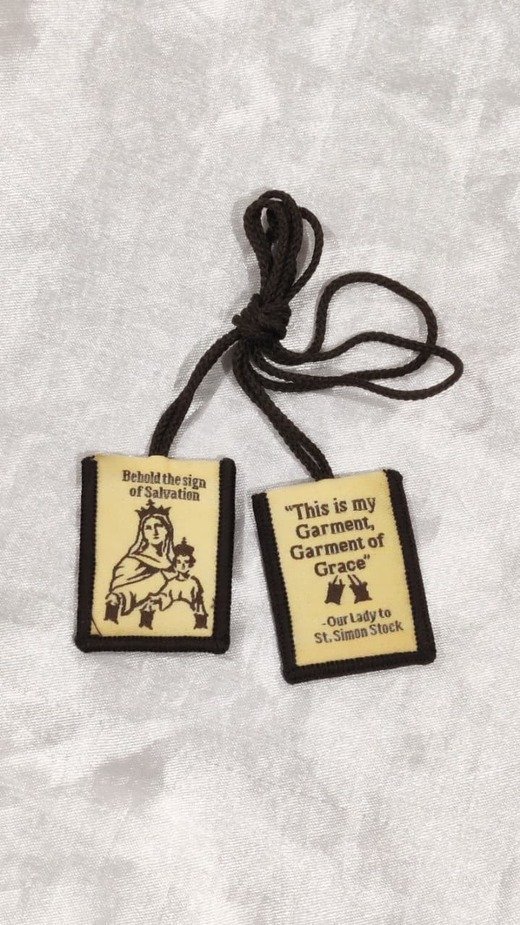 Behold the sign
of Salvation
"This is my
Garment,
Garment of
Grace"
-Our Lady to
St. Simon Stock